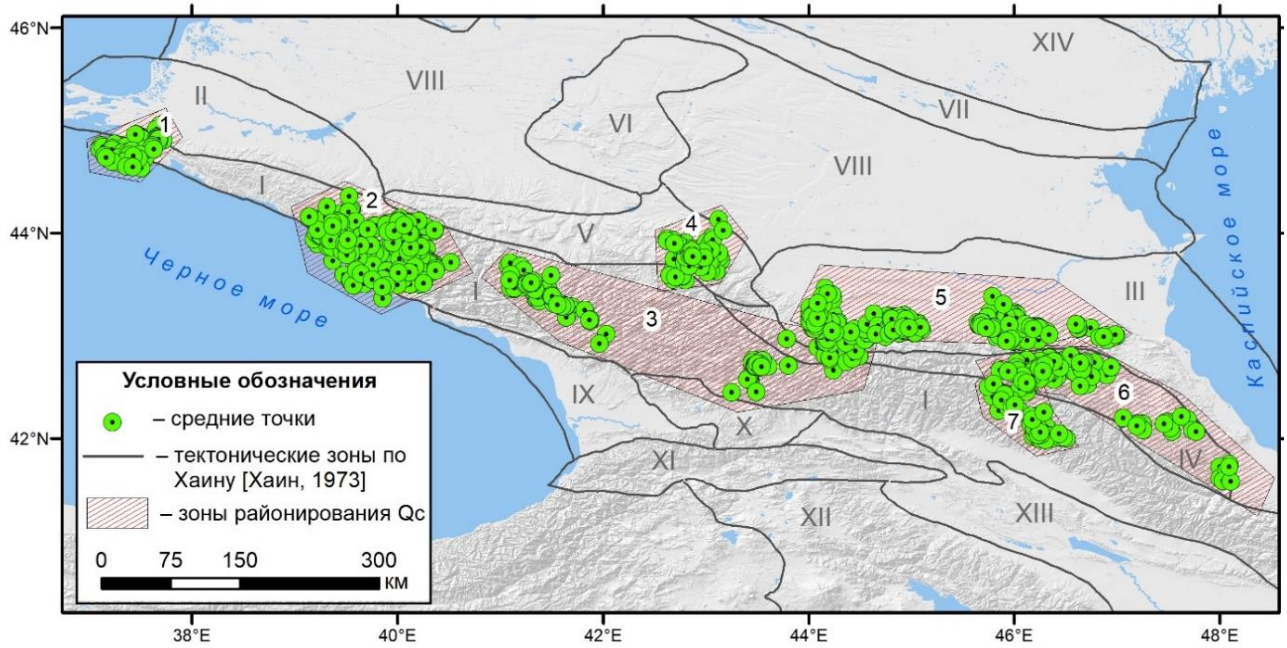 46°N
44°N
42°N
38°E
40°E
42°E
44°E
46°E
48°E
XIV
VIII
II
VII
VI
VIII
1
I
2
4
V
5
III
I
3
6
IX
I
7
X
IV
XI
XII
XIII
Черное море
Каспийское море
Условные обозначения
– средние точки
– тектонические зоны по
Хаину [Хаин, 1973]
– зоны районирования Qc
0 75 150 300
км